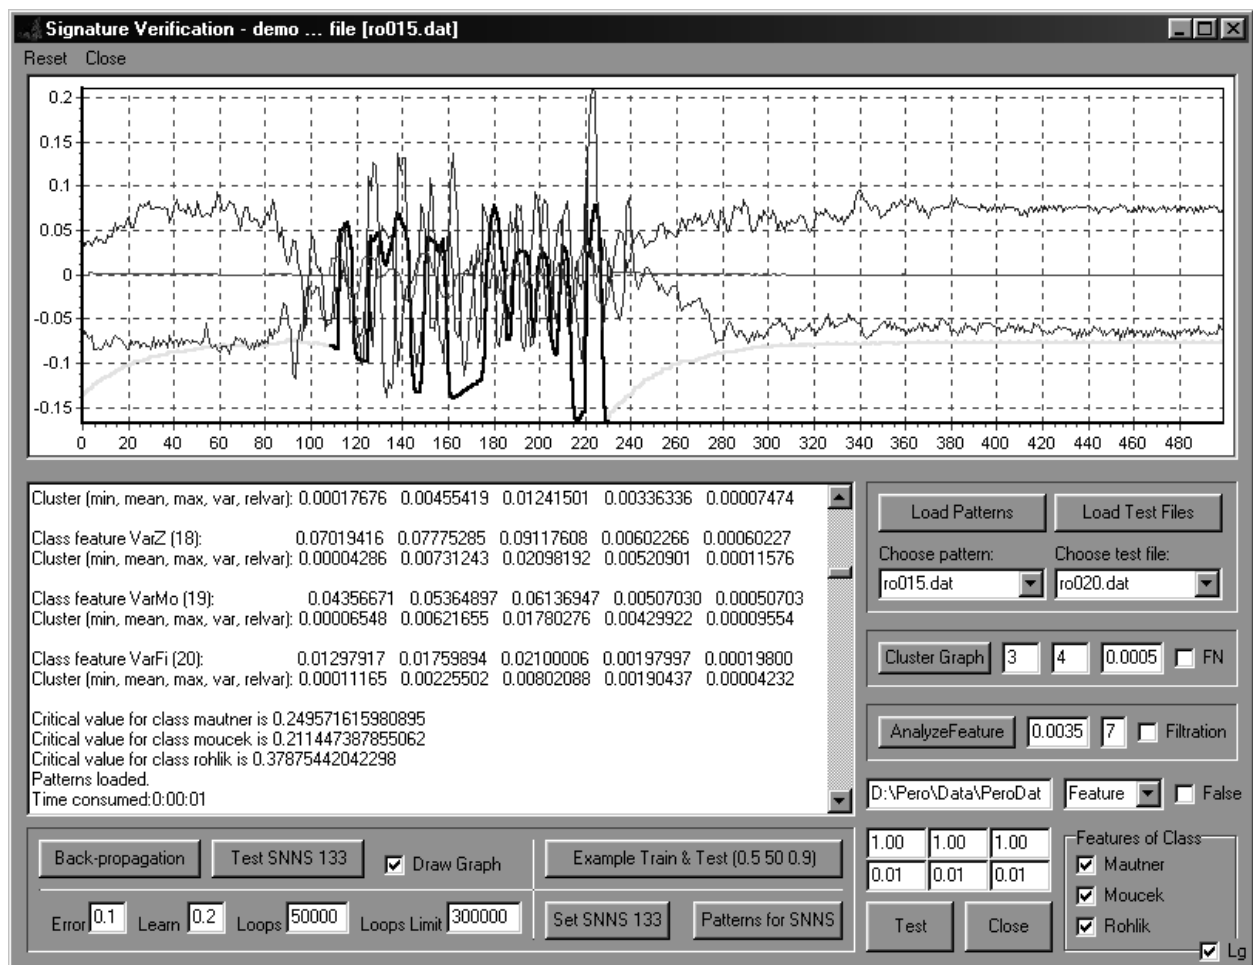 Signature Verification - demo ... file [ro015.dat]
Reset Close
0.2
0.15
0.1
0.05
0
-0.05
-0.1
-0.15
0 20 40 60 80 100 120 140 160 180 200 220 240 260 280 300 320 340 360 380 400 420 440 460 480
Cluster (min, mean, max, var, relvar): 0.00017676 0.00455419 0.01241501 0.00336336 0.00007474
Class feature VarZ (18): 0.07019416 0.07775285 0.09117608 0.00602266 0.00060227
Cluster (min, mean, max, var, relvar): 0.00004286 0.00731243 0.02098192 0.00520901 0.00011576
Class feature VarMo (19): 0.04356671 0.05364897 0.06136947 0.00507030 0.00050703
Cluster (min, mean, max, var, relvar): 0.00006548 0.00621655 0.01780276 0.00429922 0.00009554
Class feature VarFi (20): 0.01297917 0.01759894 0.02100006 0.00197997 0.00019800
Cluster (min, mean, max, var, relvar): 0.00011165 0.00225502 0.00802088 0.00190437 0.00004232
Critical value for class mautner is 0.249571615980895
Critical value for class moucek is 0.211447387855062
Critical value for class rohlik is 0.37875442042298
Patterns loaded.
Time consumed:0:00:01
Load Patterns Load Test Files
Choose pattern: Choose test file:
ro015.dat ro020.dat
Cluster Graph 3 4 0.0005 FN
AnalyzeFeature 0.0035 7 Filtration
D:\Pero\Data\PeroDat Feature False
1.00 1.00 1.00
0.01 0.01 0.01
Test Close
Features of Class
Mautner
Moucek
Rohlik
Lg
Back-propagation Test SNNS 133 Draw Graph Example Train & Test (0.5 50 0.9)
Error 0.1 Learn 0.2 Loops 50000 Loops Limit 300000 Set SNNS 133 Patterns for SNNS